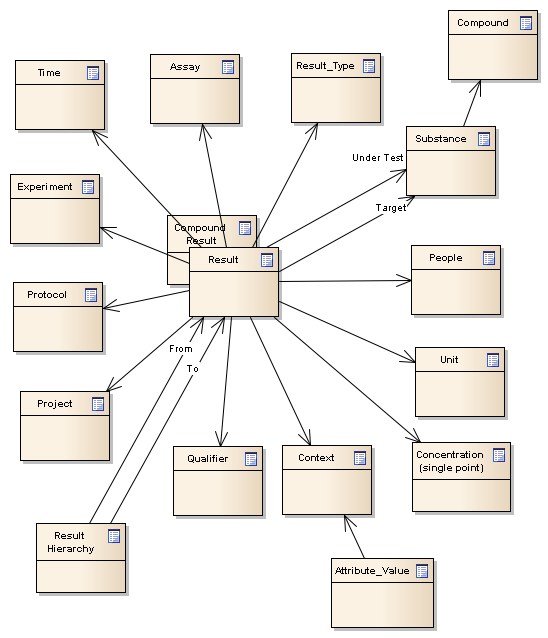 Compound
Time
Assay
Result_Type
Substance
Under Test
Experiment
Target
Compound
Result
Result
People
Protocol
From
Unit
To
Project
Qualifier
Context
Concentration
(single point)
Result
Hierarchy
Attribute_Value